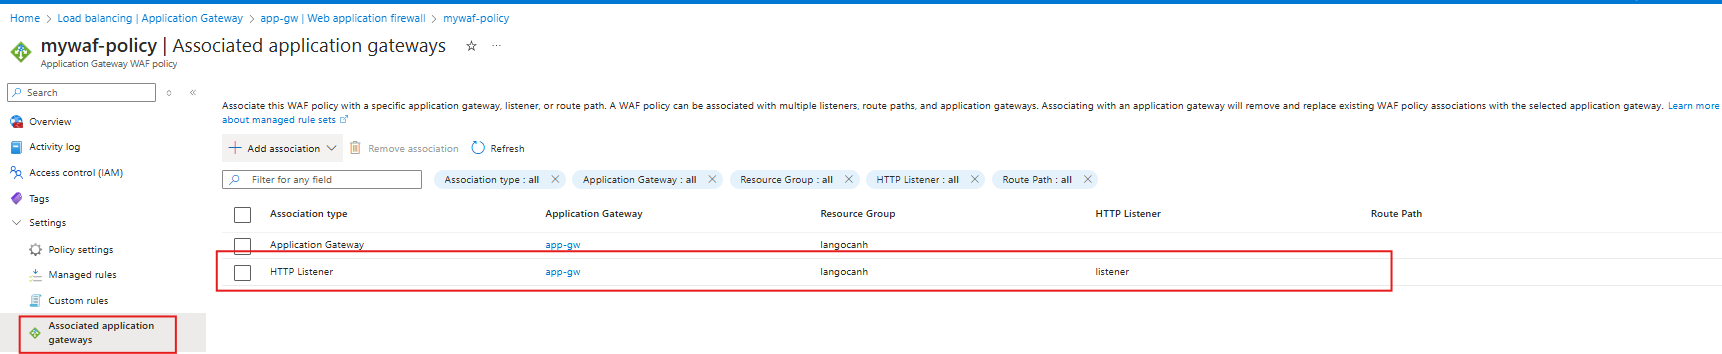 Home > Load balancing | Application Gateway > app-gw | Web application firewall > mywaf-policy
mywaf-policy | Associated application gateways
Application Gateway WAF policy
Search
Overview
Activity log
Access control (IAM)
Tags
Settings
Policy settings
Managed rules
Custom rules
Associated application
gateways
Associate this WAF policy with a specific application gateway, listener, or route path. A WAF policy can be associated with multiple listeners, route paths, and application gateways. Associating with an application gateway will remove and replace existing WAF policy associations with the selected application gateway. Learn more
about managed rule sets
Add association Remove association Refresh
Filter for any field Association type : all Application Gateway : all Resource Group : all HTTP Listener : all Route Path : all
Association type Application Gateway Resource Group HTTP Listener Route Path
Application Gateway app-gw langocanh
HTTP Listener app-gw langocanh listener